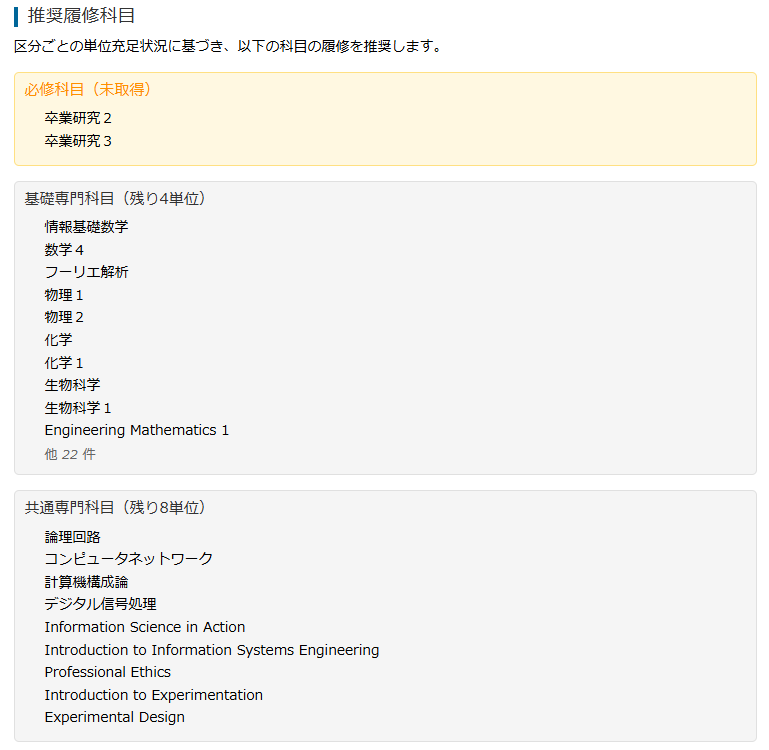 推奨履修科目
区分ごとの単位充足状況に基づき、以下の科目の履修を推奨します。
必修科目（未取得）
卒業研究２
卒業研究３
基礎専門科目（残り4単位）
情報基礎数学
数学４
フーリエ解析
物理１
物理２
化学
化学１
生物科学
生物科学１
Engineering Mathematics 1
他 22 件
共通専門科目（残り8単位）
論理回路
コンピュータネットワーク
計算機構成論
デジタル信号処理
Information Science in Action
Introduction to Information Systems Engineering
Professional Ethics
Introduction to Experimentation
Experimental Design